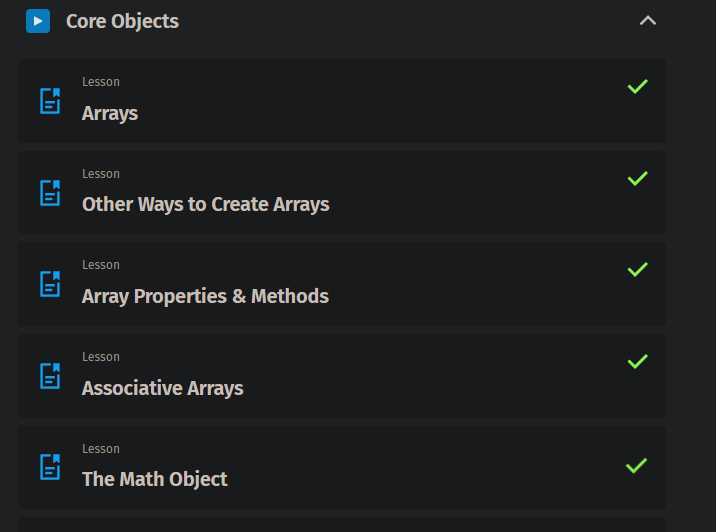 Core Objects
Lesson
Arrays
Lesson
Other Ways to Create Arrays
Lesson
Array Properties & Methods
Lesson
Associative Arrays
Lesson
The Math Object